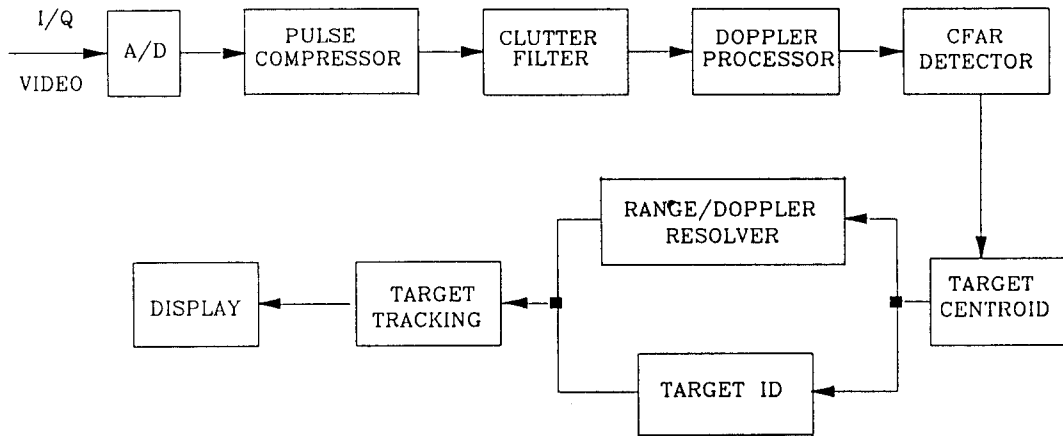 I/Q
VIDEO
A/D
PULSE
COMPRESSOR
CLUTTER
FILTER
DOPPLER
PROCESSOR
CFAR
DETECTOR
RANGE/DOPPLER
RESOLVER
TARGET
CENTROID
DISPLAY
TARGET
TRACKING
TARGET ID